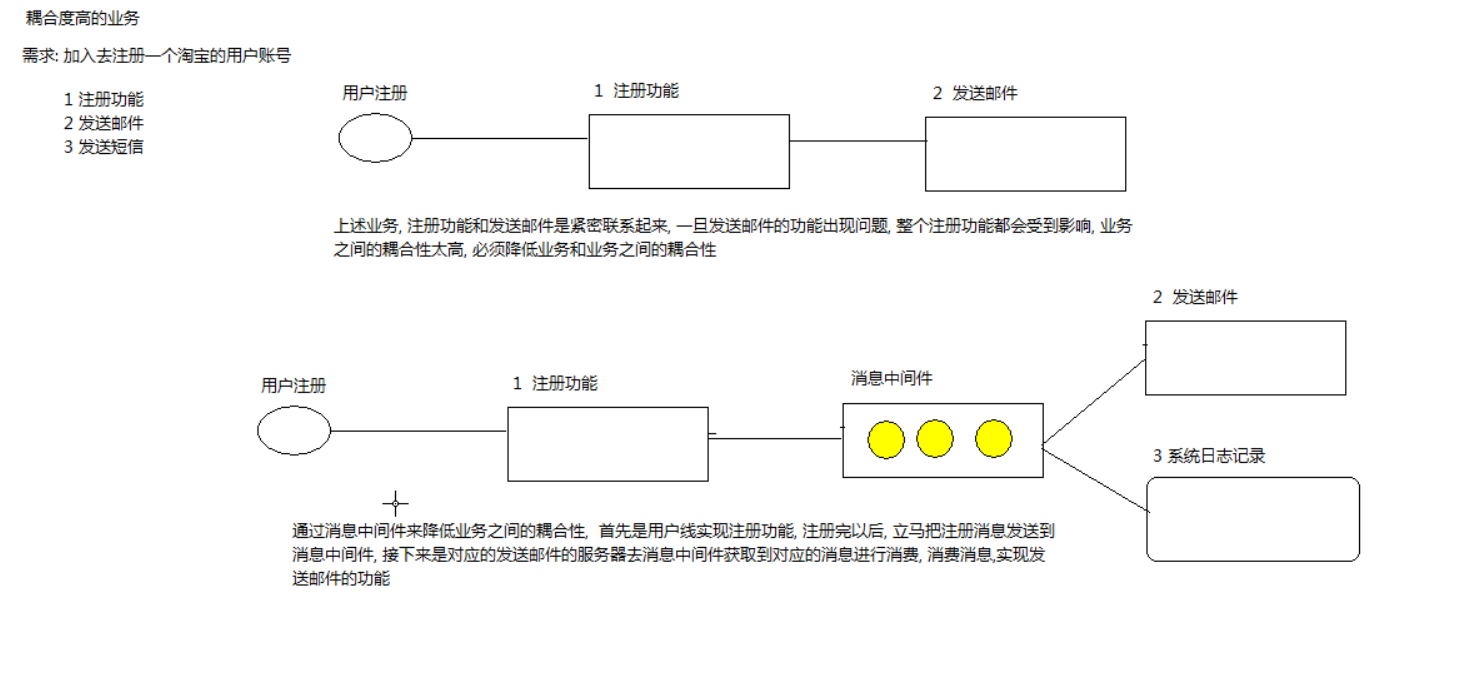 耦合度高的业务
需求: 加入去注册一个淘宝的用户账号
1 注册功能
2 发送邮件
3 发送短信
用户注册
1 注册功能
2 发送邮件
上述业务, 注册功能和发送邮件是紧密联系起来, 一旦发送邮件的功能出现问题, 整个注册功能都会受到影响, 业务
之间的耦合性太高, 必须降低业务和业务之间的耦合性
2 发送邮件
用户注册
1 注册功能
消息中间件
3 系统日志记录
通过消息中间件来降低业务之间的耦合性, 首先是用户线实现注册功能, 注册完以后, 立马把注册消息发送到
消息中间件, 接下来是对应的发送邮件的服务器去消息中间件获取到对应的消息进行消费, 消费消息,实现发
送邮件的功能